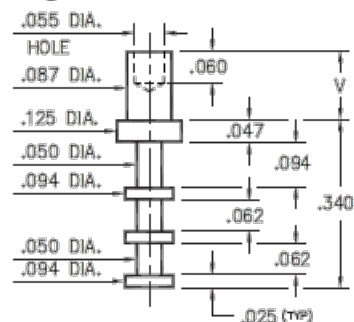 .055 DIA.
HOLE
.060
.087 DIA.
V
.125 DIA.
.047
.050 DIA.
.094
.094 DIA.
.340
.062
.050 DIA.
.062
.094 DIA.
.025 (TYP)